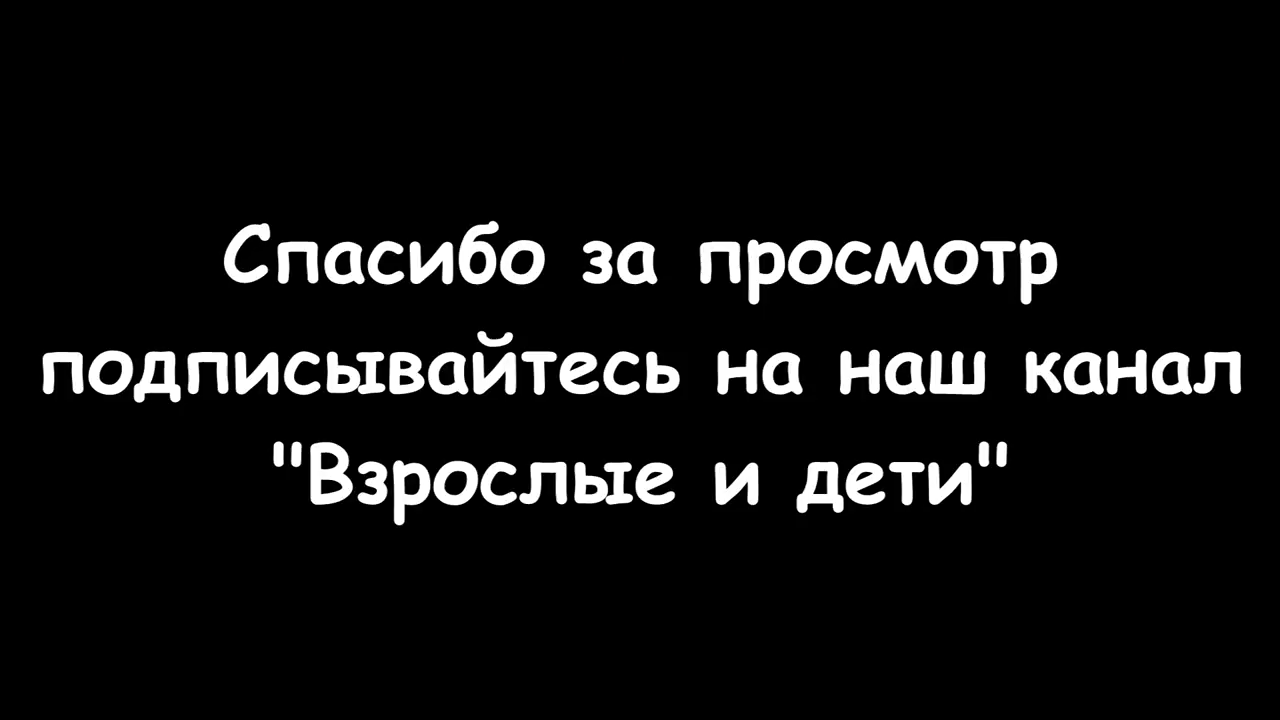 Спасибо за просмотр
подписывайтесь на наш канал
"Взрослые и дети"